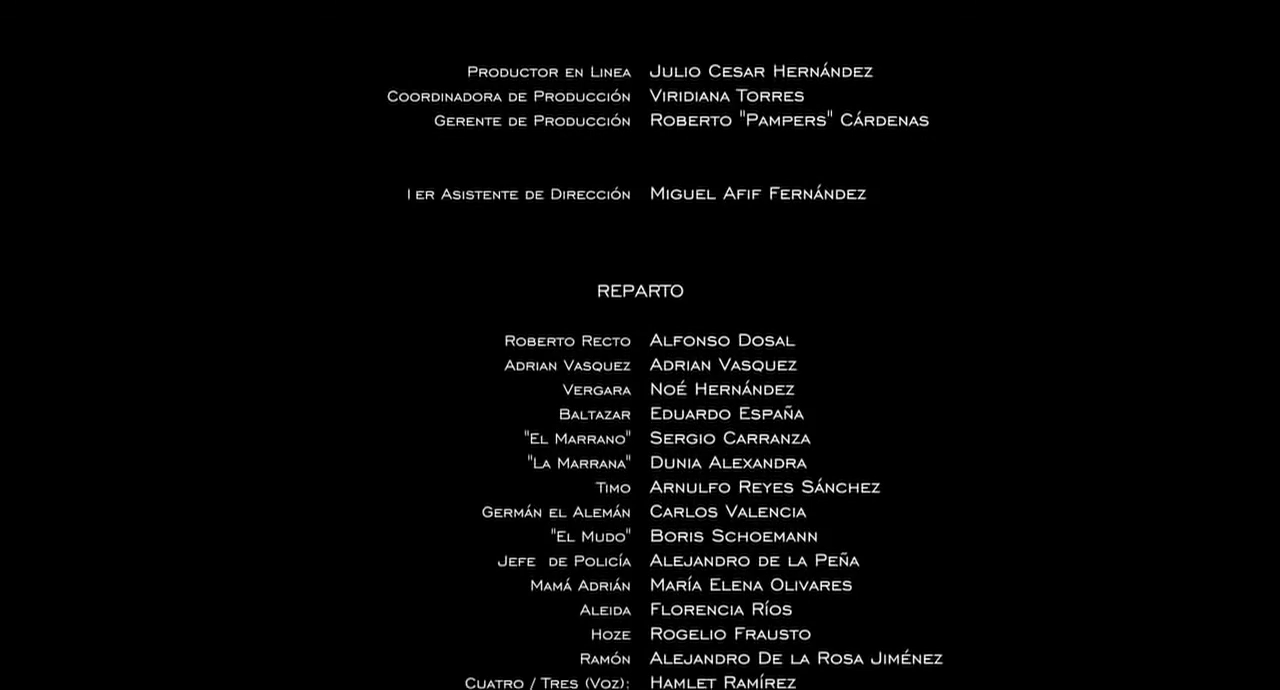 Productor en Linea Julio Cesar Hernández
Coordinadora de Producción Viridiana Torres
Gerente de Producción Roberto "Pampers" Cárdenas
1er Asistente de Dirección Miguel Afif Fernández
REPARTO
Roberto Recto Alfonso Dosal
Adrian Vasquez Adrian Vasquez
Vergara Noé Hernández
Baltazar Eduardo España
"El Marrano" Sergio Carranza
"La Marrana" Dunia Alexandra
Timo Arnulfo Reyes Sánchez
Germán el Alemán Carlos Valencia
"El Mudo" Boris Schoemann
Jefe de Policía Alejandro de la Peña
Mamá Adrián María Elena Olivares
Aleida Florencia Ríos
Hoze Rogelio Frausto
Ramón Alejandro De la Rosa Jiménez
Cuatro / Tres (Voz): Hamlet Ramírez